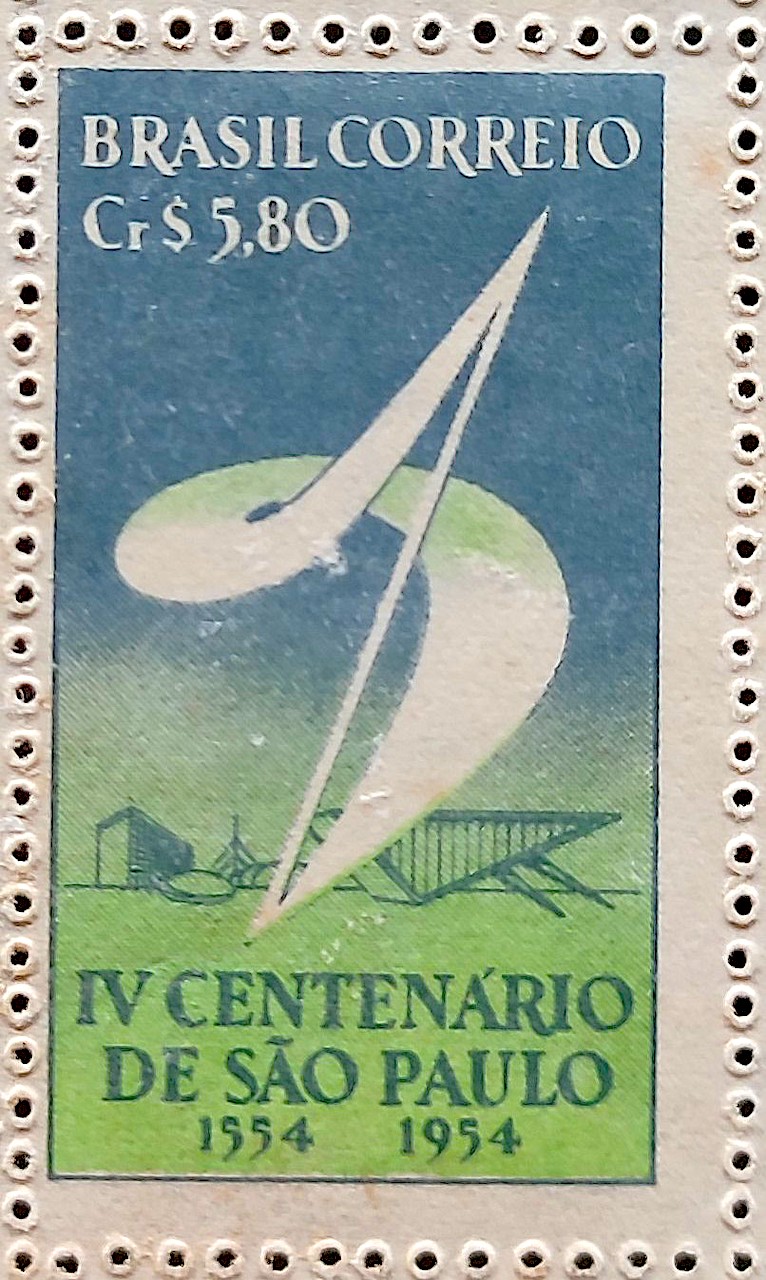 BRASIL CORREIO
Cr$ 5,80
IV CENTENÁRIO
DE SÃO PAULO
1554 1954